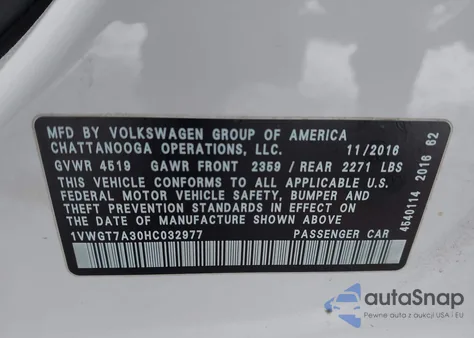 MFD BY VOLKSWAGEN GROUP OF AMERICA
CHATTANOOGA OPERATIONS, LLC. 11/2016
GVWR 4519 GAWR FRONT 2359 / REAR 2271 LBS
THIS VEHICLE CONFORMS TO ALL APPLICABLE U.S.
FEDERAL MOTOR VEHICLE SAFETY, BUMPER AND
THEFT PREVENTION STANDARDS IN EFFECT ON
THE DATE OF MANUFACTURE SHOWN ABOVE.
1VWGT7A30HC032977 PASSENGER CAR
4640114 2016 62
autaSnap
Pewne auta z aukcji USA i EU